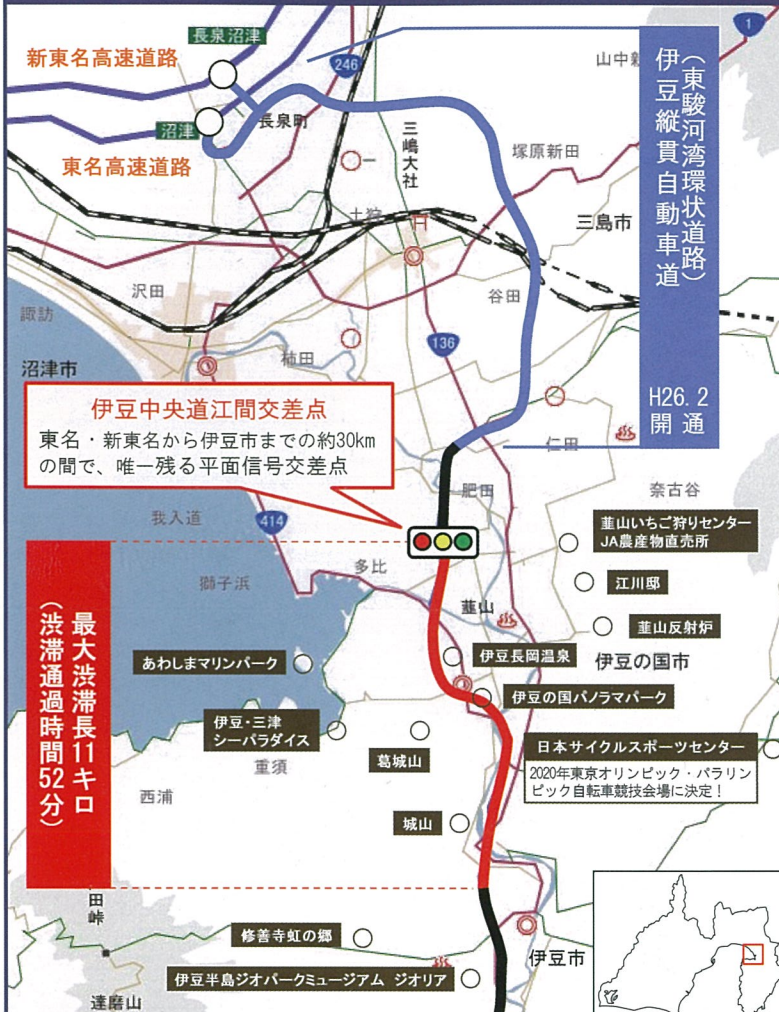 長泉沼津
新東名高速道路
246
1
山中新
沼津
長泉町
東名高速道路
三嶋大社
塚原新田
(東駿河湾環状道路)
伊豆縦貫自動車道
H26.2
開通
土狩
三島市
沢田
谷田
諏訪
柿田
136
沼津市
伊豆中央道江間交差点
東名・新東名から伊豆市までの約30km
の間で、唯一残る平面信号交差点
仁田
肥田
奈古谷
我入道
414
韮山いちご狩りセンター
JA農産物直売所
多比
獅子浜
江川邸
韮山
韮山反射炉
最大渋滞長11キロ
(渋滞通過時間52分)
あわしまマリンパーク
伊豆長岡温泉
伊豆の国市
伊豆の国パノラマパーク
伊豆・三津
シーパラダイス
葛城山
重須
日本サイクルスポーツセンター
2020年東京オリンピック・パラリン
ピック自転車競技会場に決定!
西浦
城山
田峠
修善寺虹の郷
伊豆市
伊豆半島ジオパークミュージアム ジオリア
達磨山